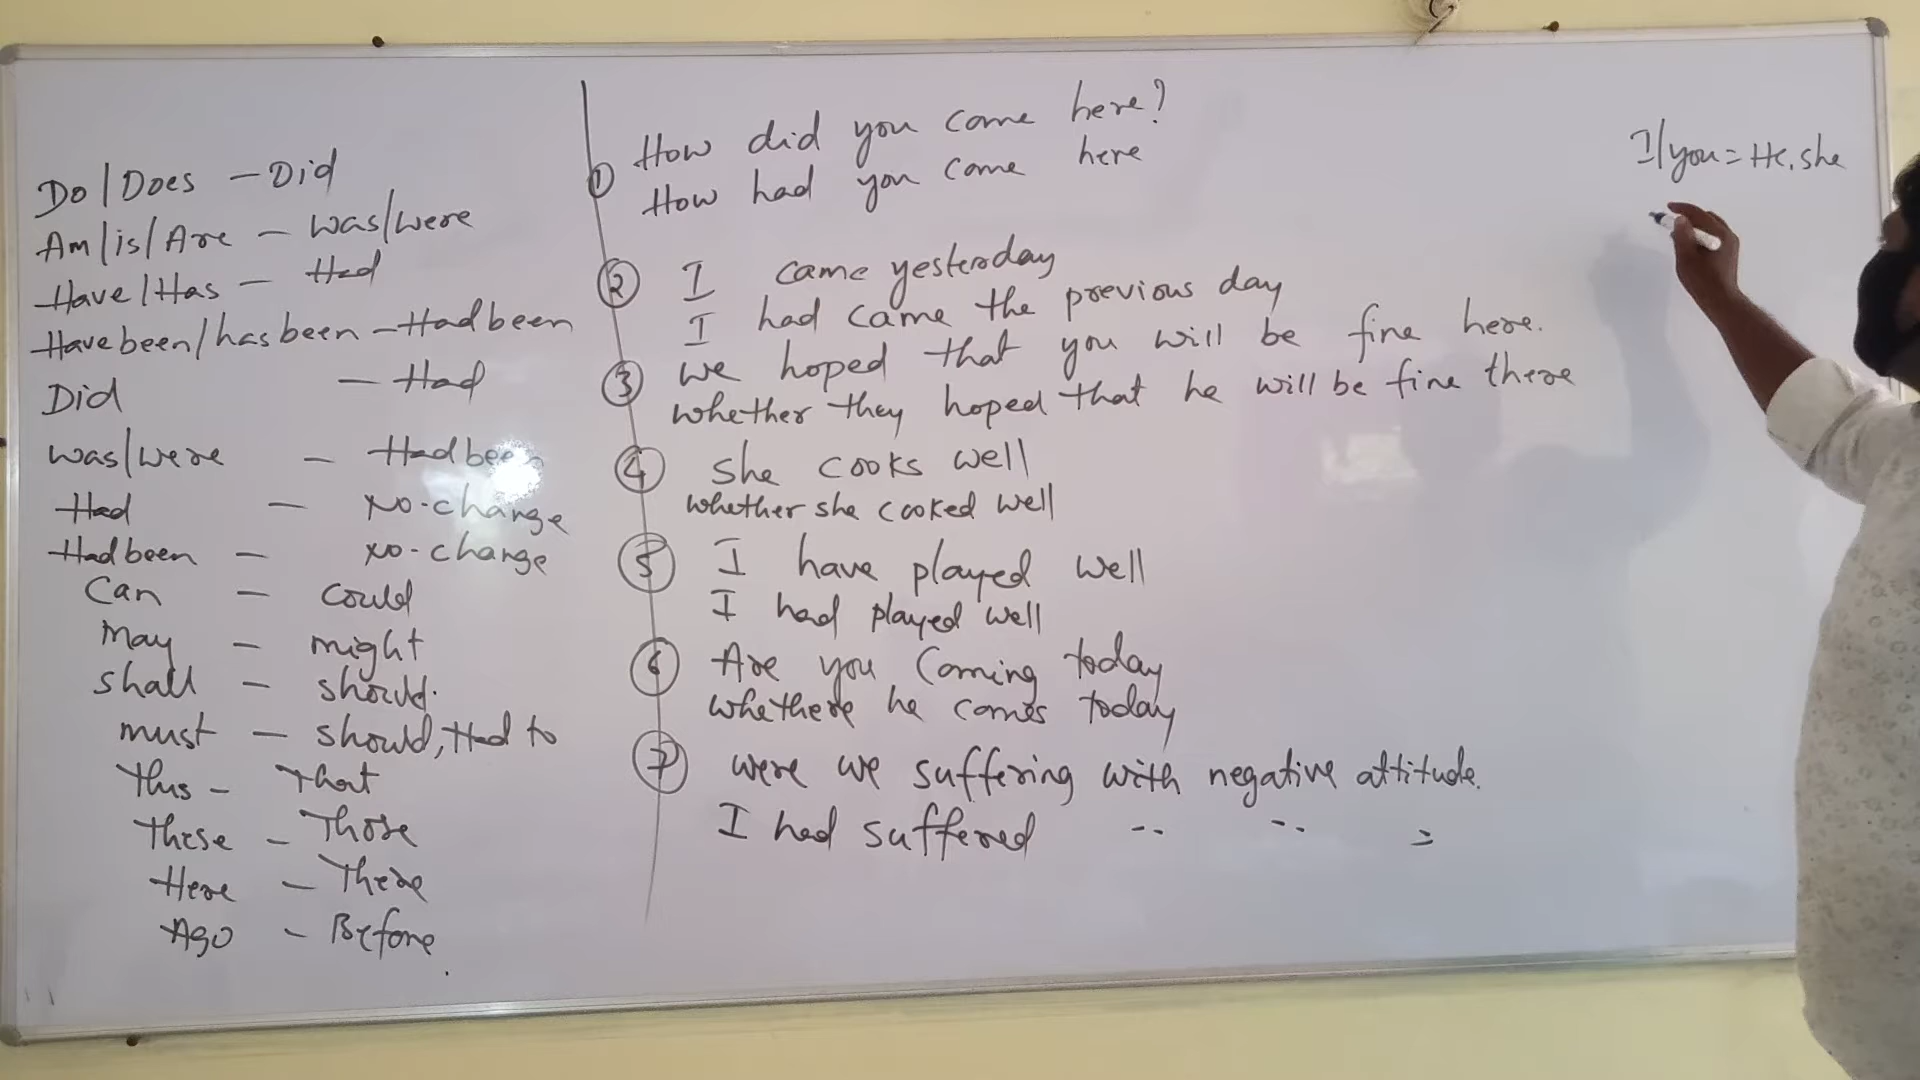 Do/Does - Did
Am/is/Are - was/were
Have/Has - Had
Have been/has been - Had been
Did - Had
was/were - Had been
Had - No-change
Had been - No-change
Can - could
May - might
shall - should.
must - should, Had to
This - That
These - Those
Here - There
Ago - Before.
① How did you come here?
How had you come here
② I came yesterday
I had came the previous day
③ we hoped that you will be fine here.
whether they hoped that he will be fine there
④ she cooks well
whether she cooked well
⑤ I have played well
I had played well
⑥ Are you coming today
whethere he comes today
⑦ were we suffering with negative attitude.
I had suffered -- -- =
I/you = He, she